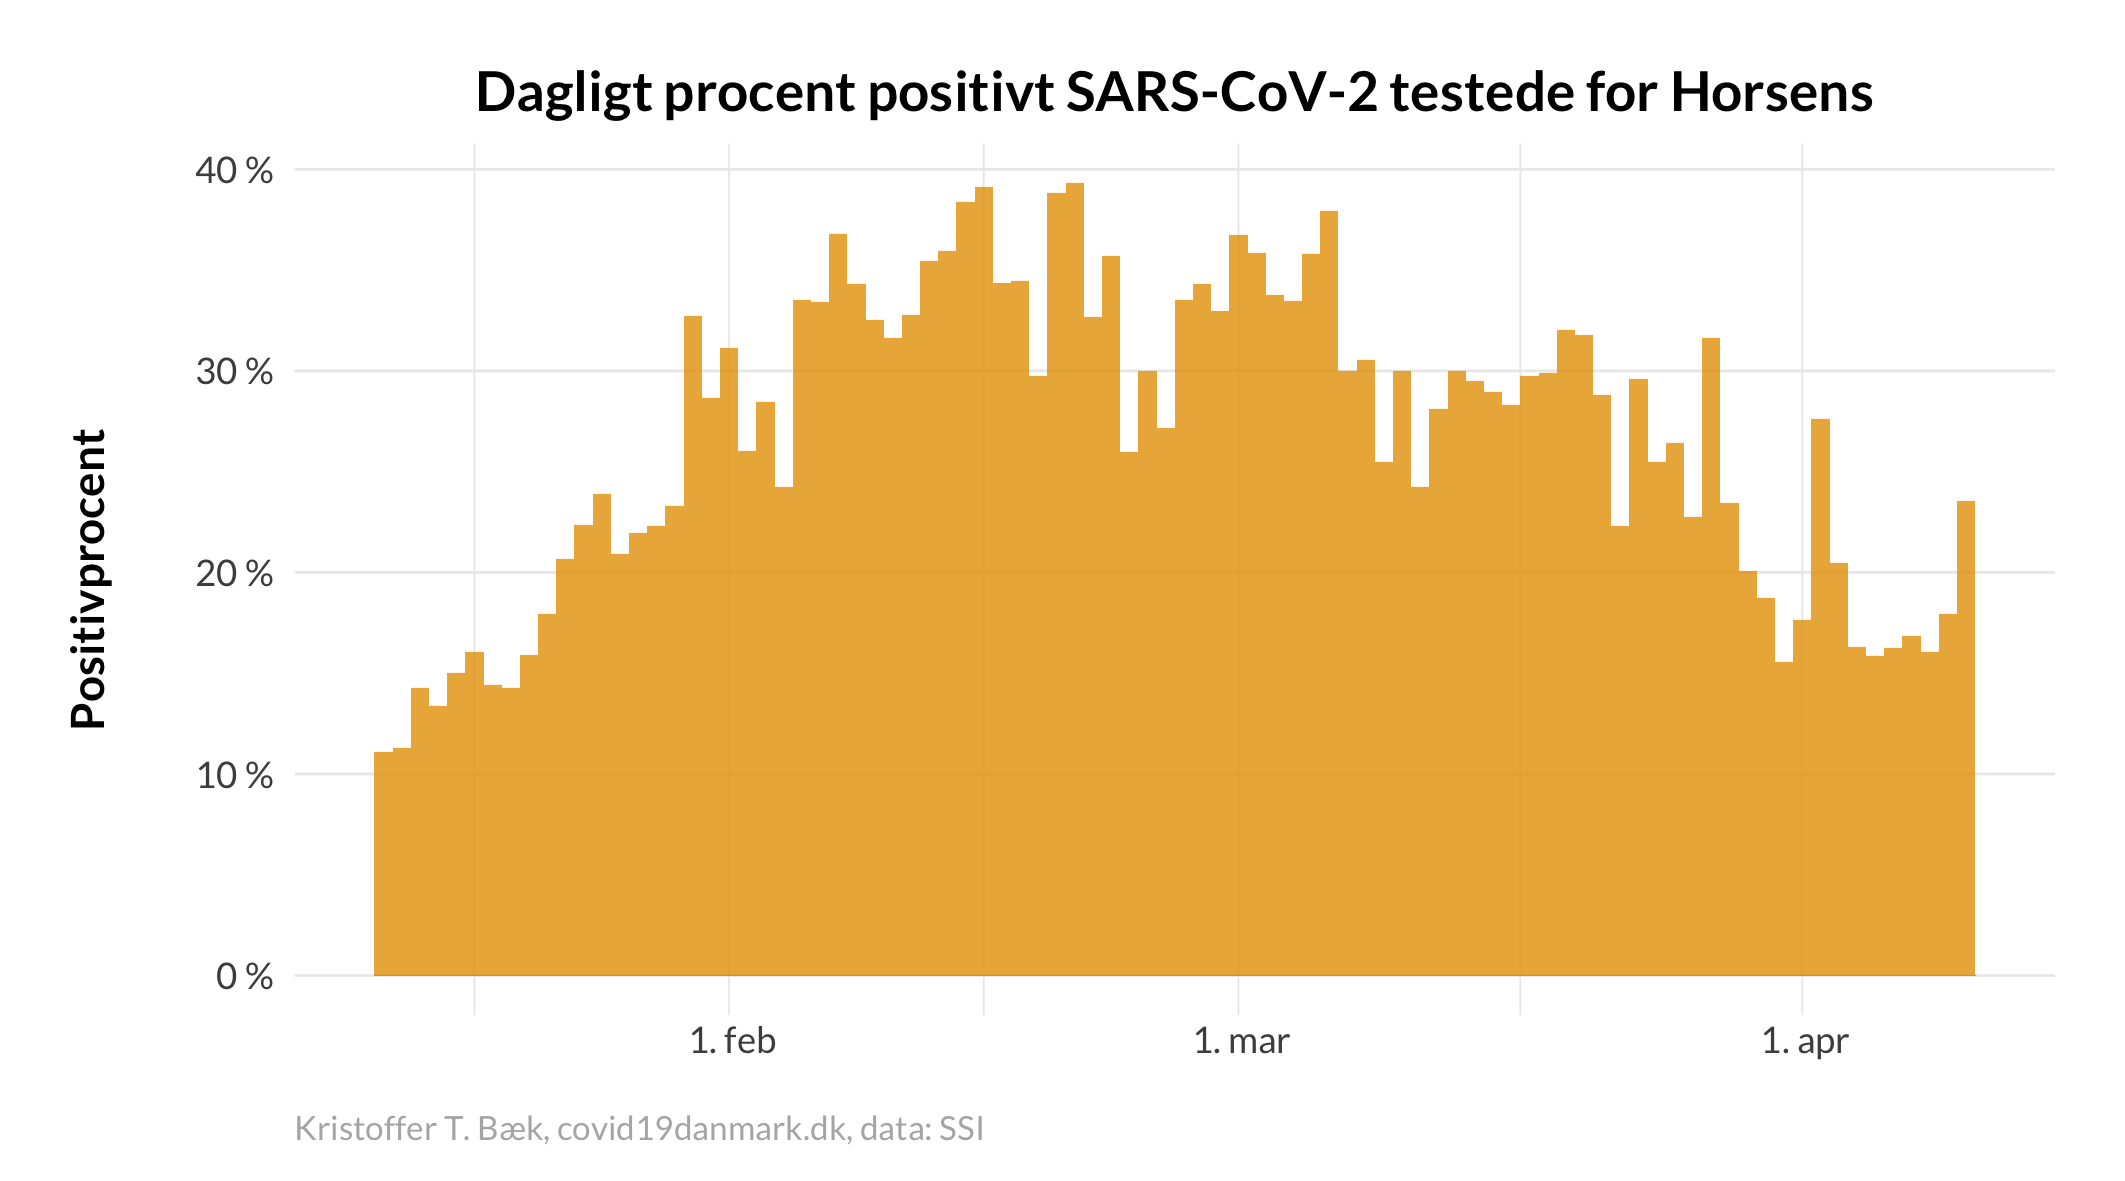 Dagligt procent positivt SARS-CoV-2 testede for Horsens
Positivprocent
40 %
30 %
20 %
10 %
0 %
1. feb
1. mar
1. apr
Kristoffer T. Bæk, covid19danmark.dk, data: SSI